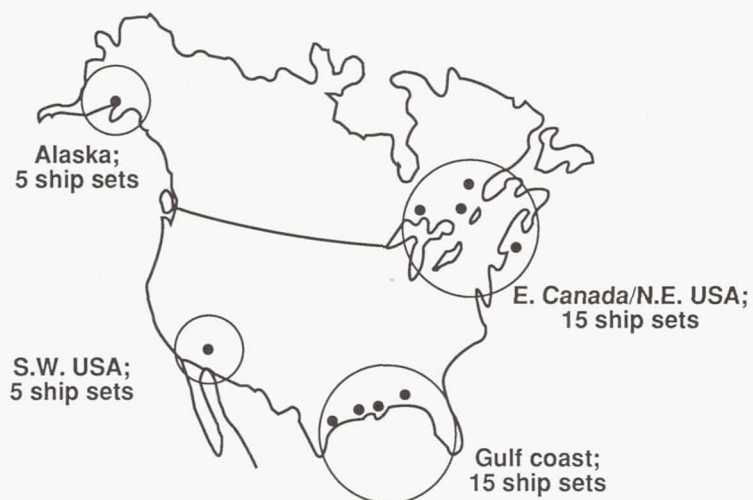 Alaska;
5 ship sets
E. Canada/N.E. USA;
15 ship sets
S.W. USA;
5 ship sets
Gulf coast;
15 ship sets